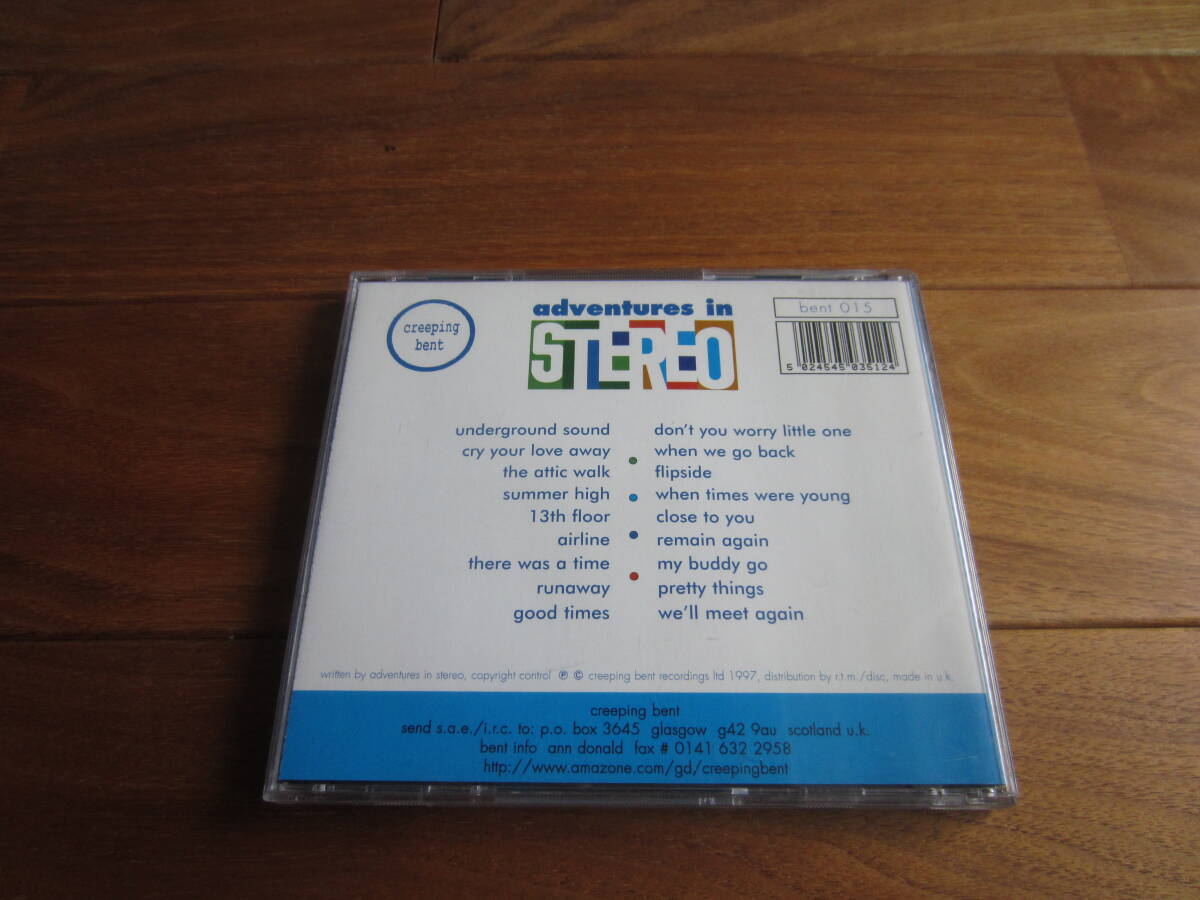 creeping
bent
adventures in
STEREO
bent 015
5 024545 035124
underground sound
cry your love away
the attic walk
summer high
13th floor
airline
there was a time
runaway
good times
don't you worry little one
when we go back
flipside
when times were young
close to you
remain again
my buddy go
pretty things
we'll meet again
written by adventures in stereo, copyright control ℗ © creeping bent recordings ltd 1997, distribution by r.t.m./disc, made in u.k.
creeping bent
send s.a.e./i.r.c. to: p.o. box 3645 glasgow g42 9au scotland u.k.
bent info ann donald fax # 0141 632 2958
http://www.amazone.com/gd/creepingbent